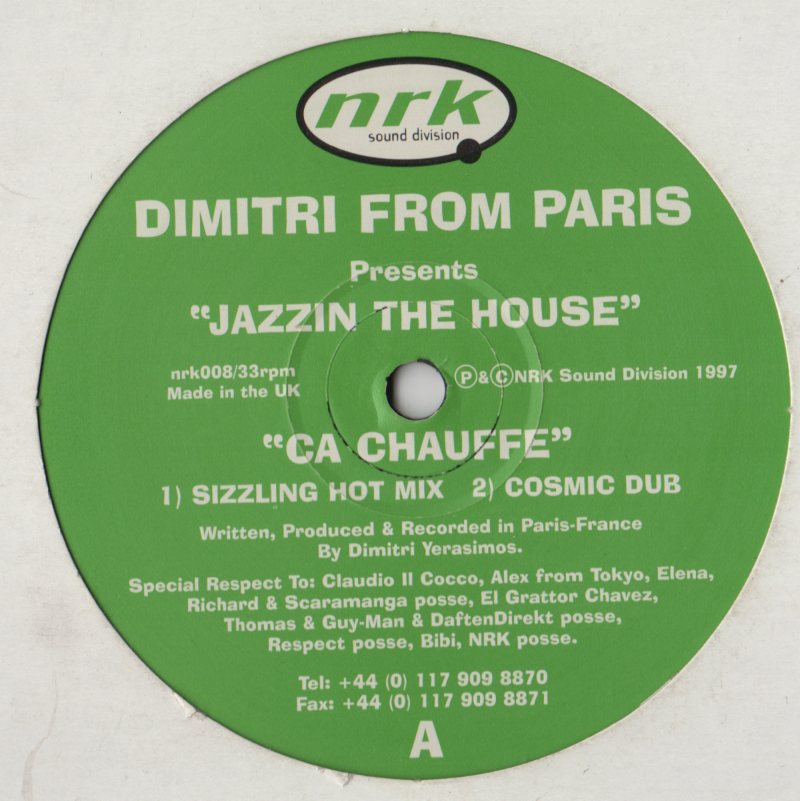 nrk
sound division
DIMITRI FROM PARIS
Presents
"JAZZIN THE HOUSE"
nrk008/33rpm
Made in the UK
Ⓟ&ⒸNRK Sound Division 1997
"CA CHAUFFE"
1) SIZZLING HOT MIX 2) COSMIC DUB
Written, Produced & Recorded in Paris-France
By Dimitri Yerasimos.
Special Respect To: Claudio Il Cocco, Alex from Tokyo, Elena,
Richard & Scaramanga posse, El Grattor Chavez,
Thomas & Guy-Man & DaftenDirekt posse,
Respect posse, Bibi, NRK posse.
Tel: +44 (0) 117 909 8870
Fax: +44 (0) 117 909 8871
A